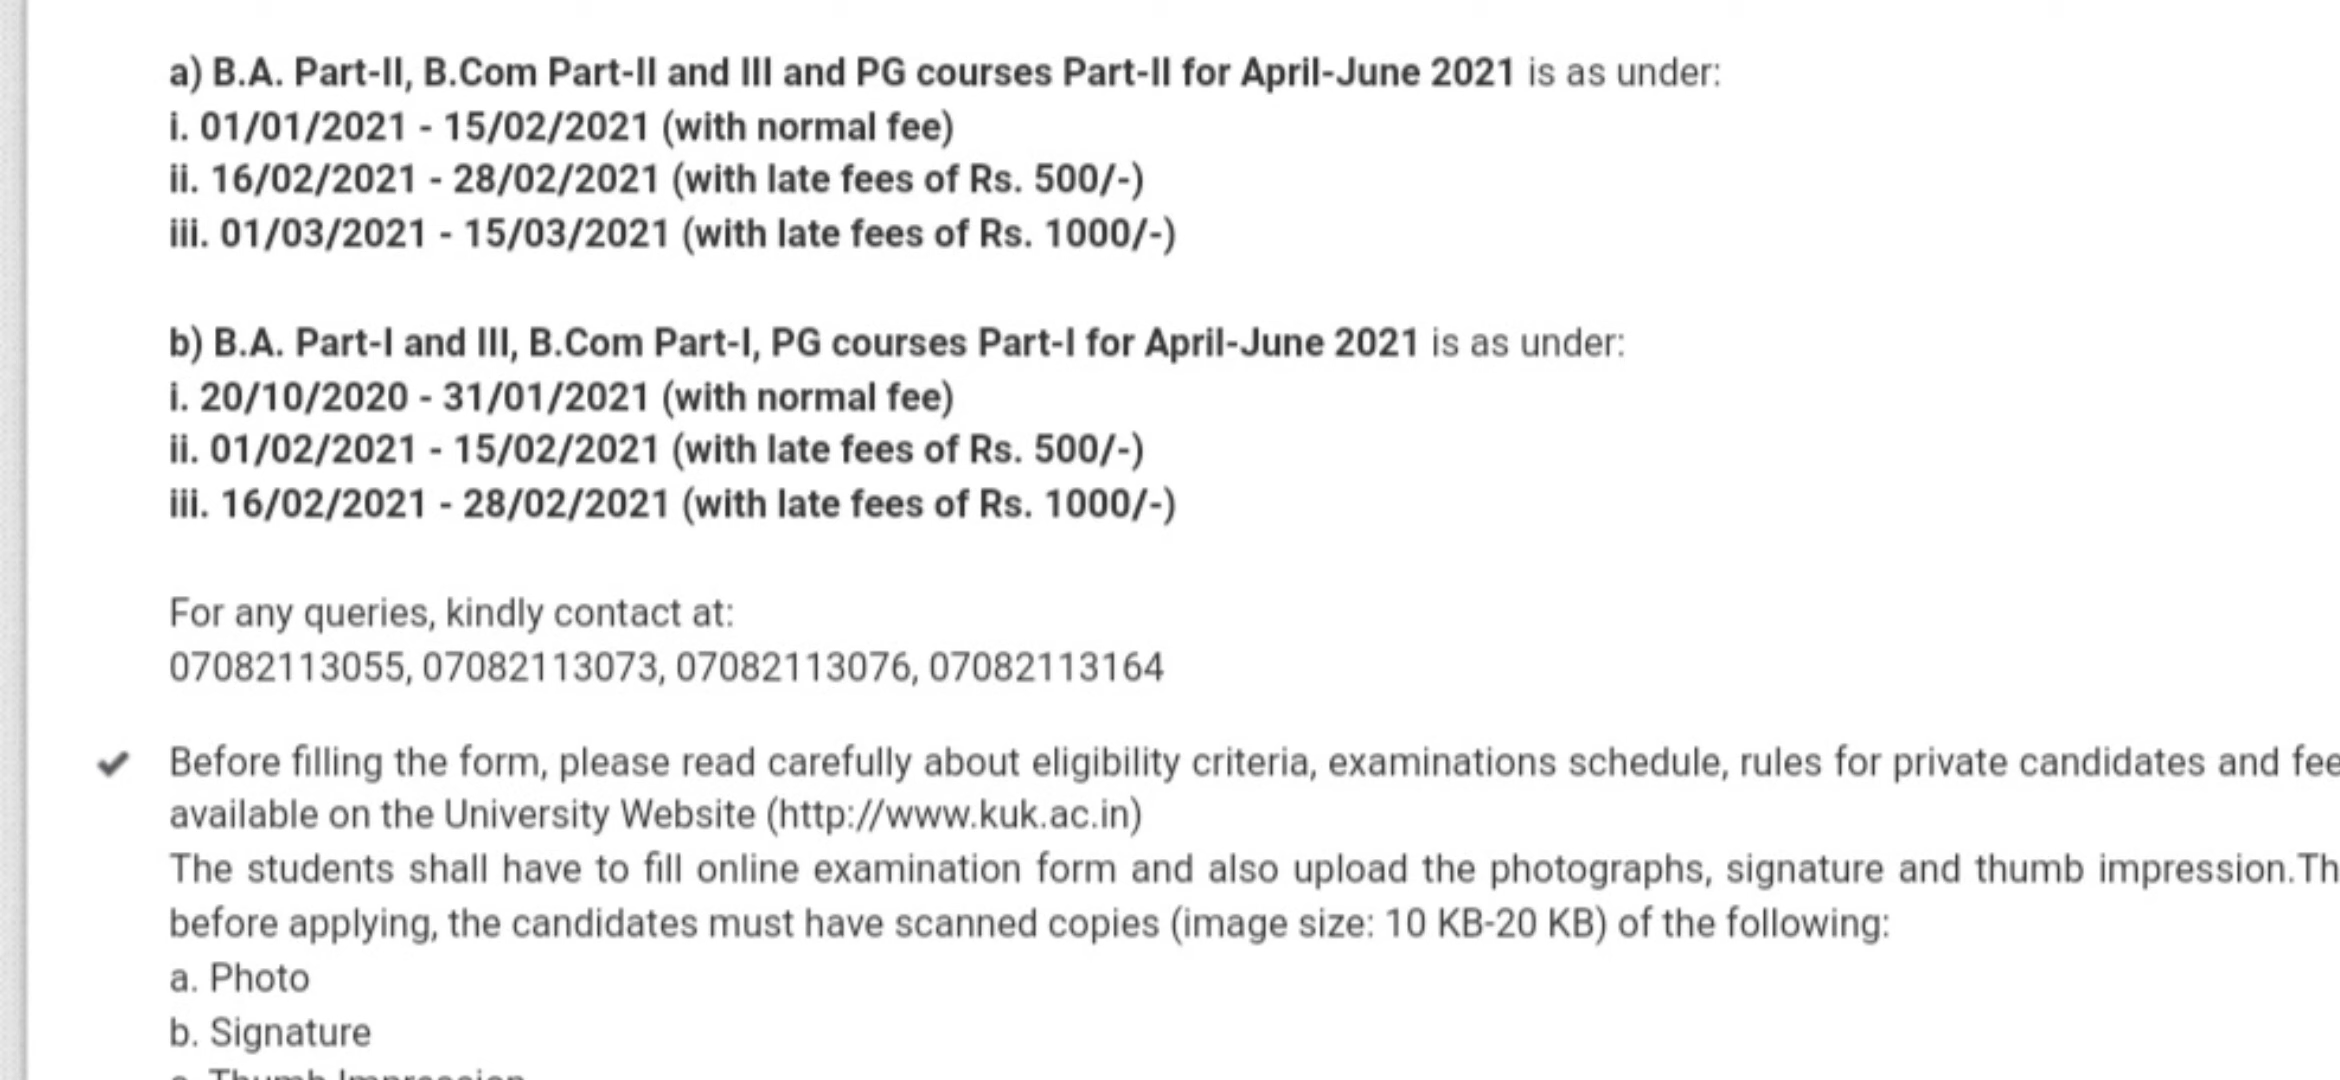 a) B.A. Part-II, B.Com Part-II and III and PG courses Part-II for April-June 2021 is as under:
i. 01/01/2021 - 15/02/2021 (with normal fee)
ii. 16/02/2021 - 28/02/2021 (with late fees of Rs. 500/-)
iii. 01/03/2021 - 15/03/2021 (with late fees of Rs. 1000/-)
b) B.A. Part-I and III, B.Com Part-I, PG courses Part-I for April-June 2021 is as under:
i. 20/10/2020 - 31/01/2021 (with normal fee)
ii. 01/02/2021 - 15/02/2021 (with late fees of Rs. 500/-)
iii. 16/02/2021 - 28/02/2021 (with late fees of Rs. 1000/-)
For any queries, kindly contact at:
07082113055, 07082113073, 07082113076, 07082113164
Before filling the form, please read carefully about eligibility criteria, examinations schedule, rules for private candidates and fee
available on the University Website (http://www.kuk.ac.in)
The students shall have to fill online examination form and also upload the photographs, signature and thumb impression.Th
before applying, the candidates must have scanned copies (image size: 10 KB-20 KB) of the following:
a. Photo
b. Signature
c. Thumb Impression